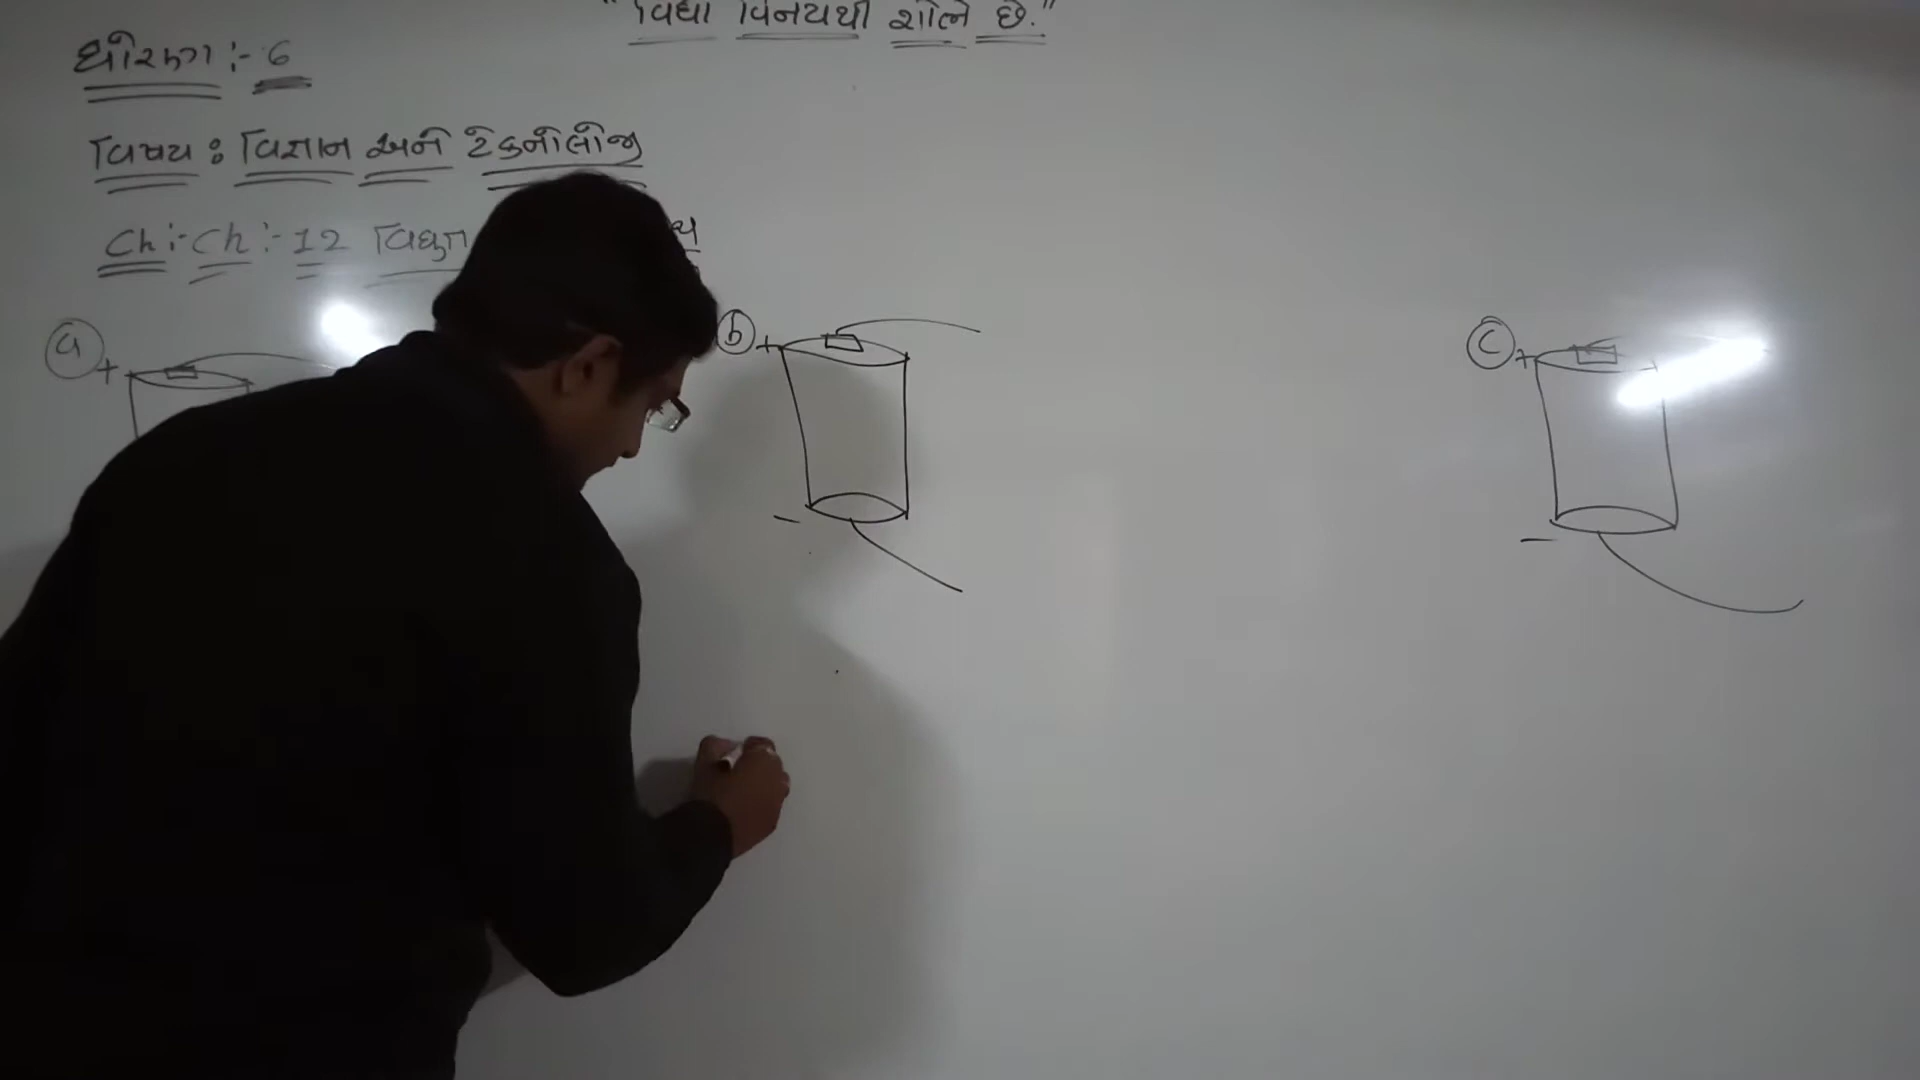 "વિદ્યા વિનયથી શોભે છે."
ધોરણ :- 6
વિષય : વિજ્ઞાન અને ટેકનોલોજી
Ch :- Ch :- 12 વિદ્યુત
a +
b + -
c + -